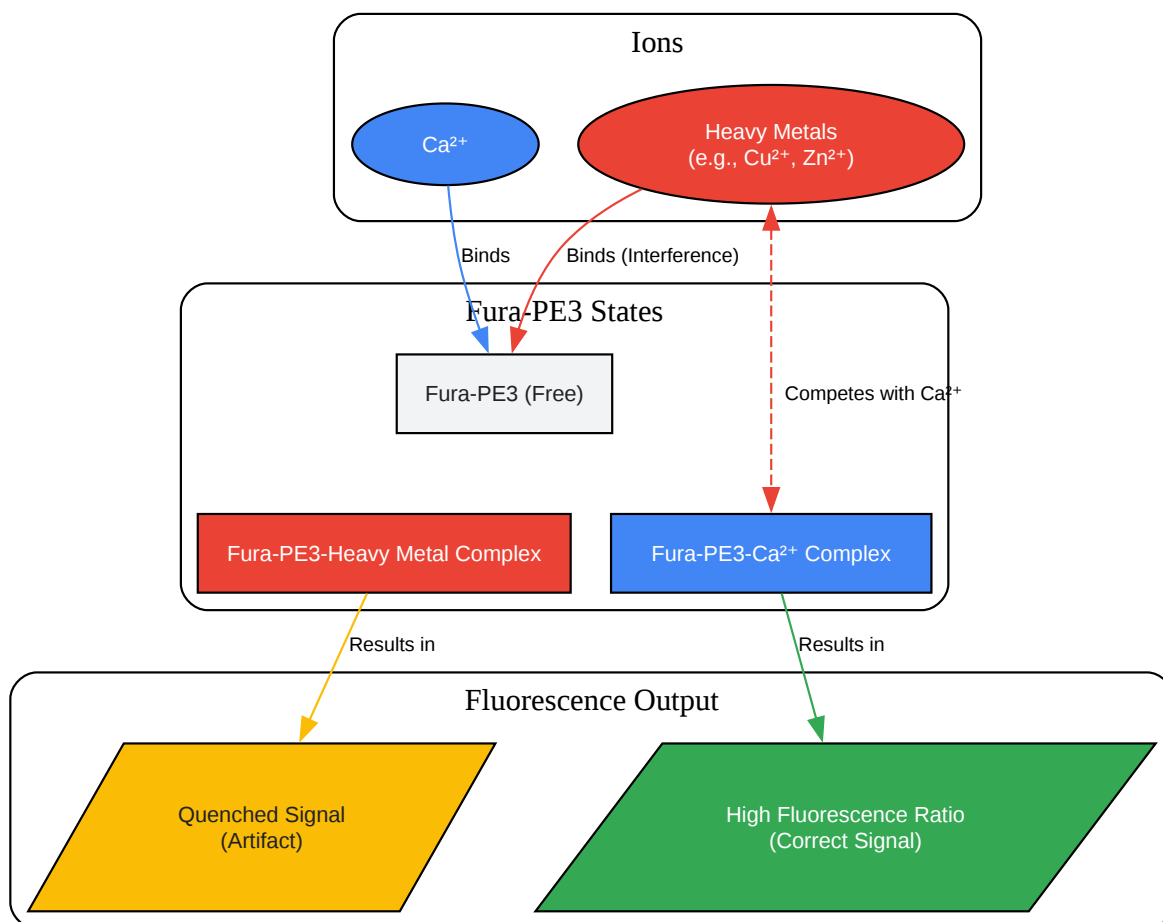 Ions
Ca²⁺
Heavy Metals
(e.g., Cu²⁺, Zn²⁺)
Binds
Binds (Interference)
Fura-PE3 States
Fura-PE3 (Free)
Competes with Ca²⁺
Fura-PE3-Heavy Metal Complex
Fura-PE3-Ca²⁺ Complex
Results in
Results in
Fluorescence Output
Quenched Signal
(Artifact)
High Fluorescence Ratio
(Correct Signal)